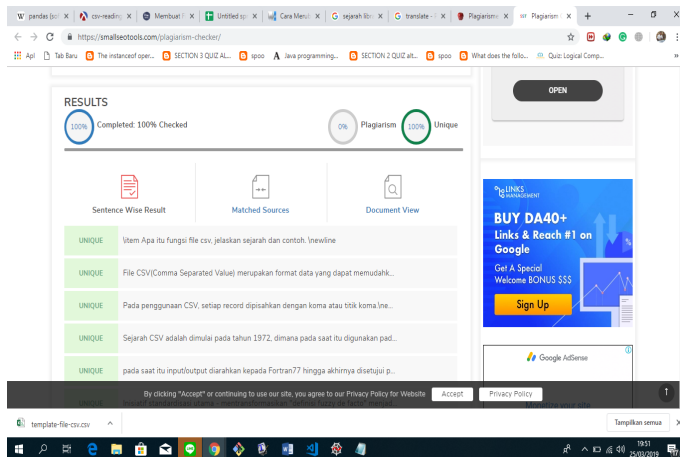 pandas (sof
csv-reading
Membuat F
Untitled sp
Cara Merub
sejarah libra
translate -
Plagiarisme
Plagiarism
https://smallseotools.com/plagiarism-checker/
Apl
Tab Baru
The instanceof oper...
SECTION 3 QUIZ AL...
spoo
Java programming...
SECTION 2 QUIZ alt...
spoo
What does the follo...
Quiz: Logical Comp...
RESULTS
100% Completed: 100% Checked
0% Plagiarism 100% Unique
Sentence Wise Result
Matched Sources
Document View
UNIQUE \item Apa itu fungsi file csv, jelaskan sejarah dan contoh. \newline
UNIQUE File CSV(Comma Separated Value) merupakan format data yang dapat memudahk...
UNIQUE Pada penggunaan CSV, setiap record dipisahkan dengan koma atau titik koma.\ne...
UNIQUE Sejarah CSV adalah dimulai pada tahun 1972, dimana pada saat itu digunakan pad...
UNIQUE pada saat itu input/output diarahkan kepada Fortran77 hingga akhirnya disetujui p...
UNIQUE
OPEN
LINKS
MANAGEMENT
BUY DA40+
Links & Reach #1 on
Google
Get A Special
Welcome BONUS $$$
Sign Up
Google AdSense
By clicking "Accept" or continuing to use our site, you agree to our Privacy Policy for Website
Accept
Privacy Policy
template-file-csv.csv
Tampilkan semua
19:51
25/03/2019